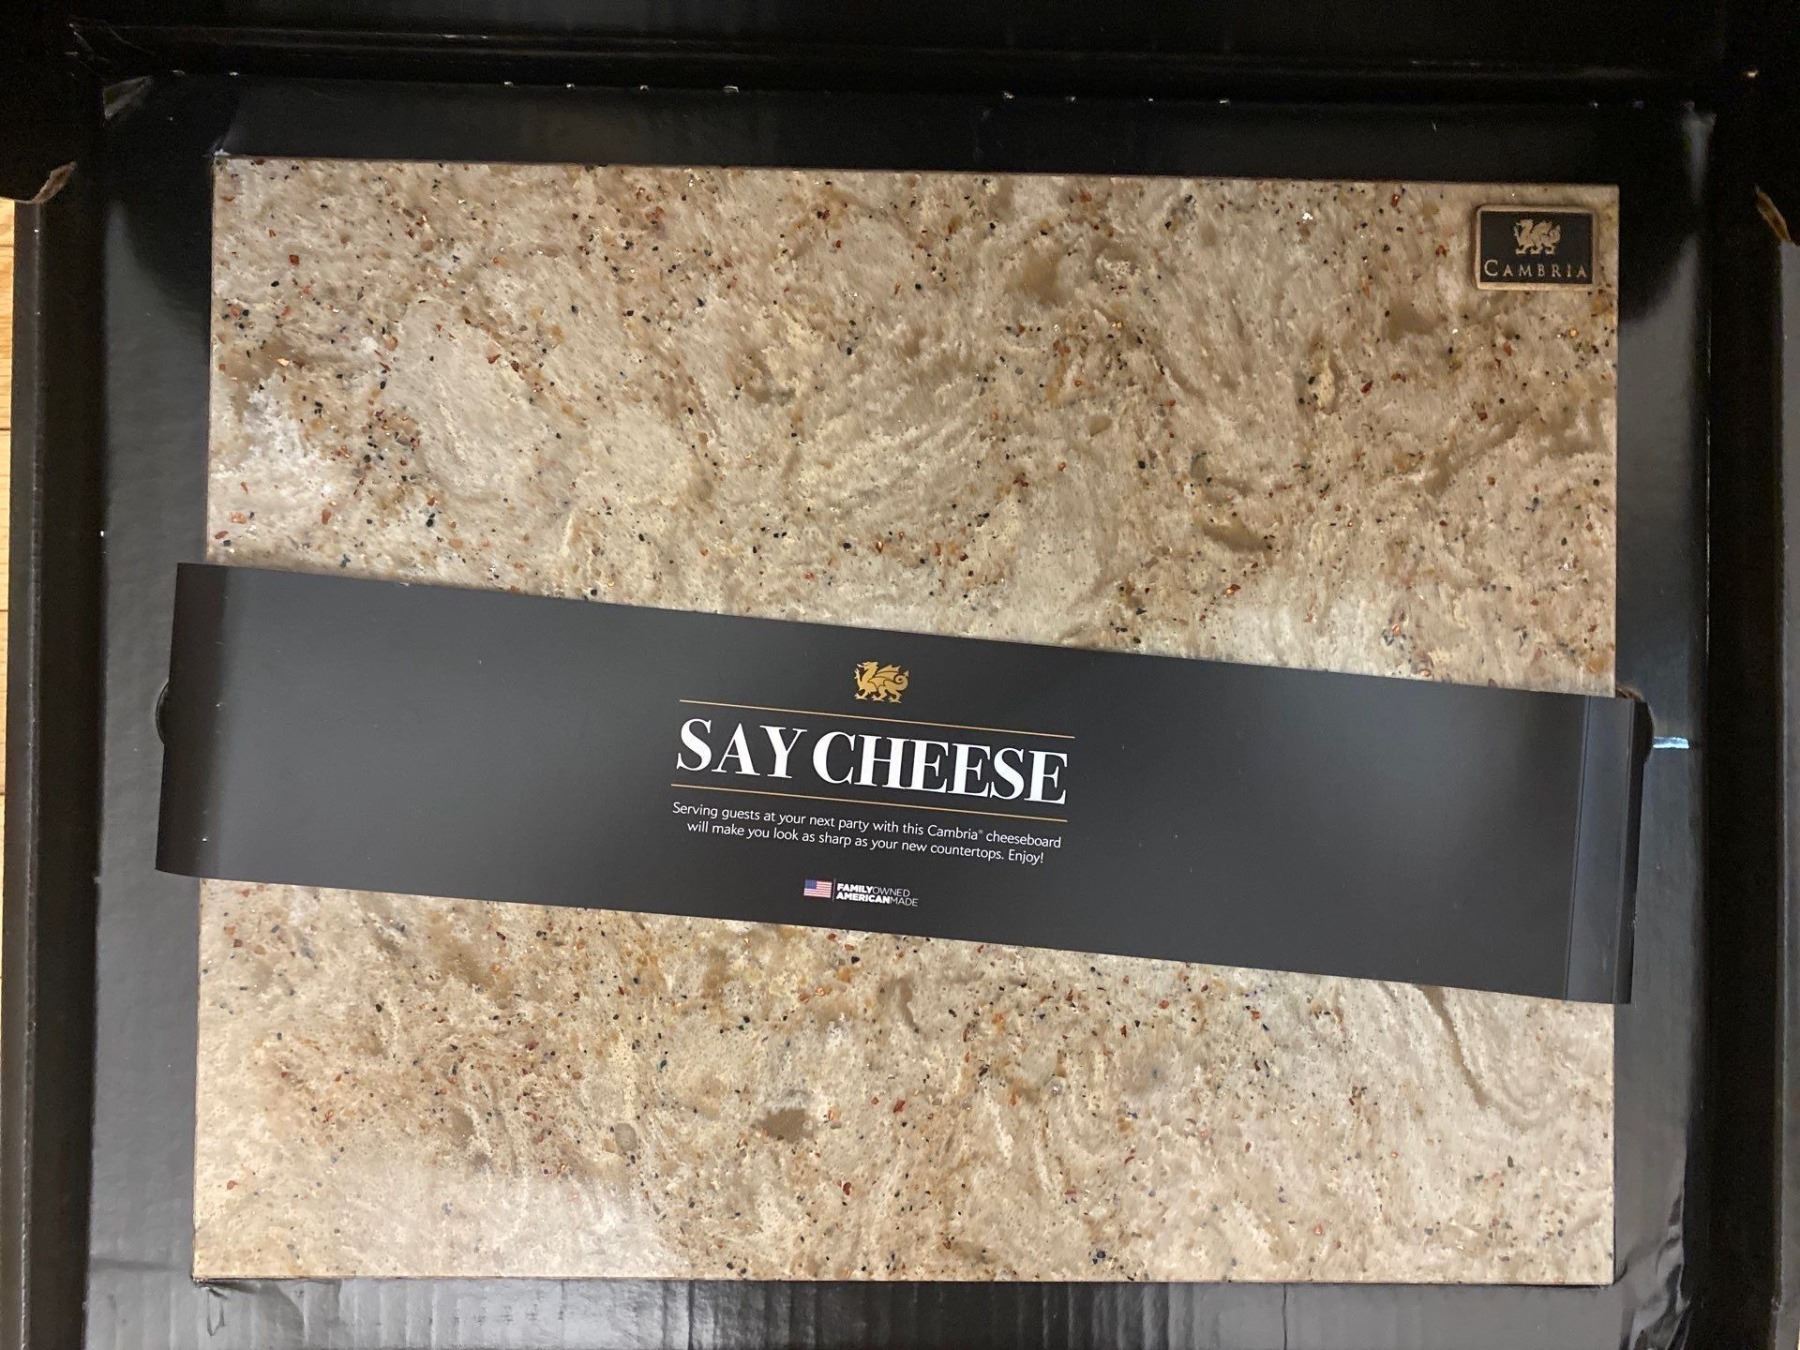 CAMBRIA
SAY CHEESE
Serving guests at your next party with this Cambria® cheeseboard
will make you look as sharp as your new countertops. Enjoy!
FAMILYOWNED
AMERICANMADE